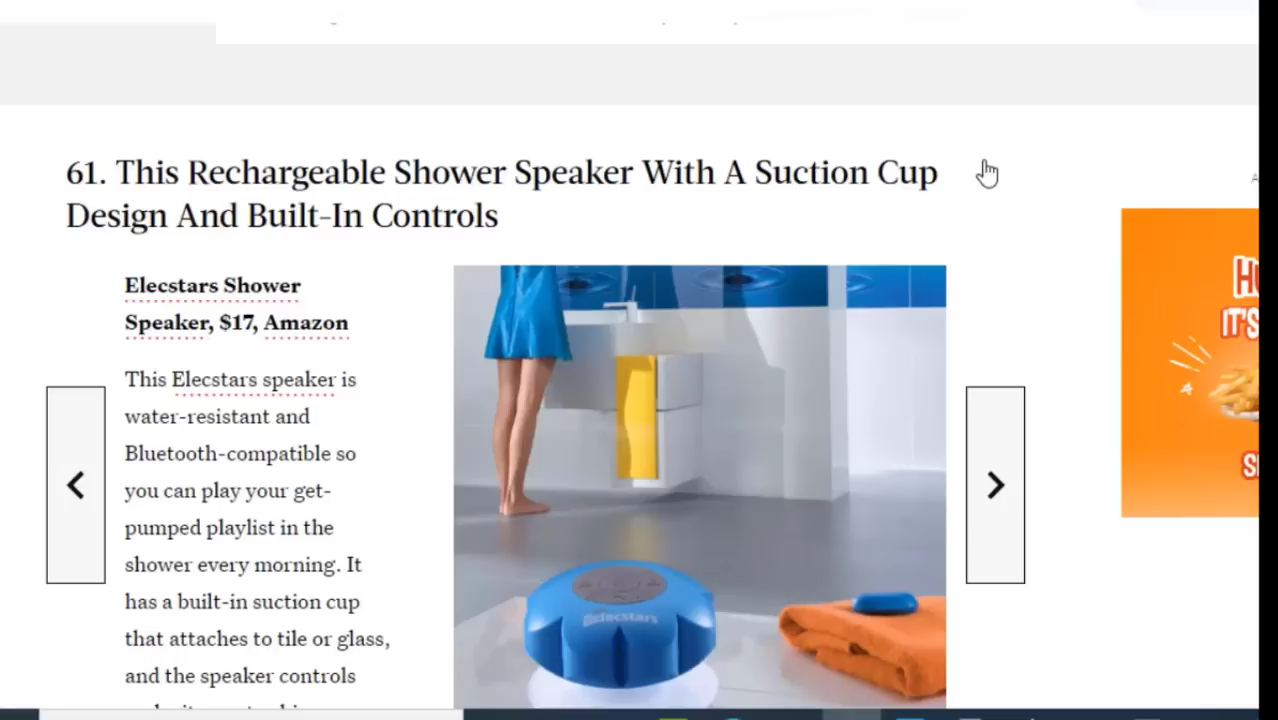 61. This Rechargeable Shower Speaker With A Suction Cup
Design And Built-In Controls
Elecstars Shower
Speaker, $17, Amazon
This Elecstars speaker is
water-resistant and
Bluetooth-compatible so
you can play your get-
pumped playlist in the
shower every morning. It
has a built-in suction cup
that attaches to tile or glass,
and the speaker controls
Elecstars
IT'S